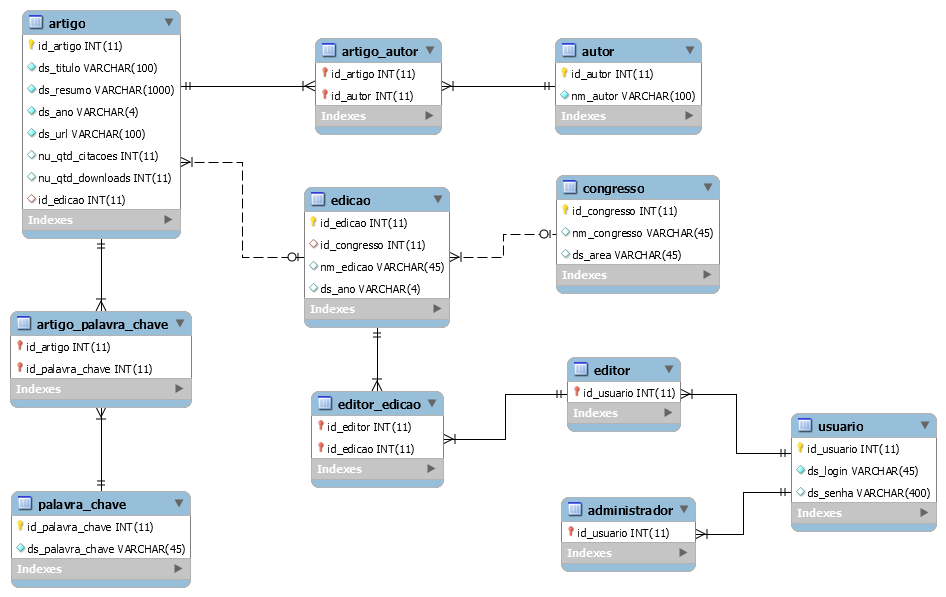 artigo
id_artigo INT(11)
ds_titulo VARCHAR(100)
ds_resumo VARCHAR(1000)
ds_ano VARCHAR(4)
ds_url VARCHAR(100)
nu_qtd_citacoes INT(11)
nu_qtd_downloads INT(11)
id_edicao INT(11)
Indexes
artigo_autor
id_artigo INT(11)
id_autor INT(11)
Indexes
autor
id_autor INT(11)
nm_autor VARCHAR(100)
Indexes
edicao
id_edicao INT(11)
id_congresso INT(11)
nm_edicao VARCHAR(45)
ds_ano VARCHAR(4)
Indexes
congresso
id_congresso INT(11)
nm_congresso VARCHAR(45)
ds_area VARCHAR(45)
Indexes
artigo_palavra_chave
id_artigo INT(11)
id_palavra_chave INT(11)
Indexes
editor_edicao
id_editor INT(11)
id_edicao INT(11)
Indexes
editor
id_usuario INT(11)
Indexes
usuario
id_usuario INT(11)
ds_login VARCHAR(45)
ds_senha VARCHAR(400)
Indexes
palavra_chave
id_palavra_chave INT(11)
ds_palavra_chave VARCHAR(45)
Indexes
administrador
id_usuario INT(11)
Indexes